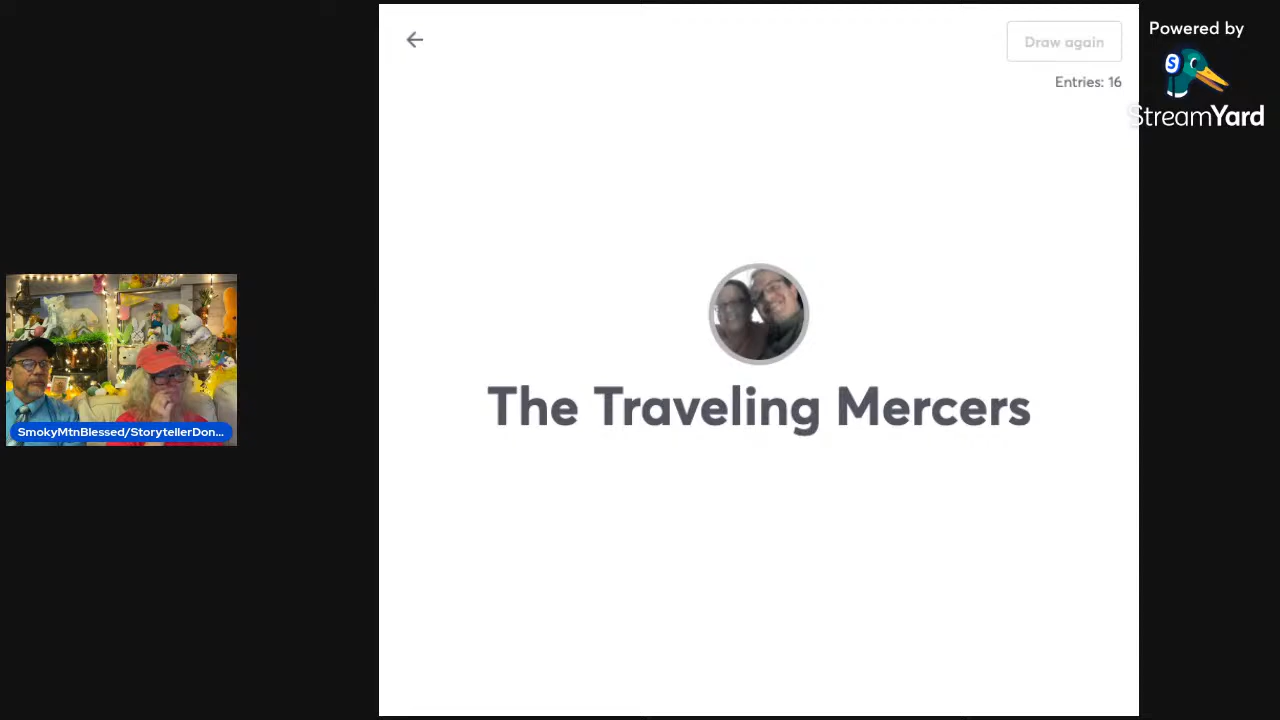 Draw again
Entries: 16
Powered by
StreamYard
The Traveling Mercers
SmokyMtnBlessed/StorytellerDon...